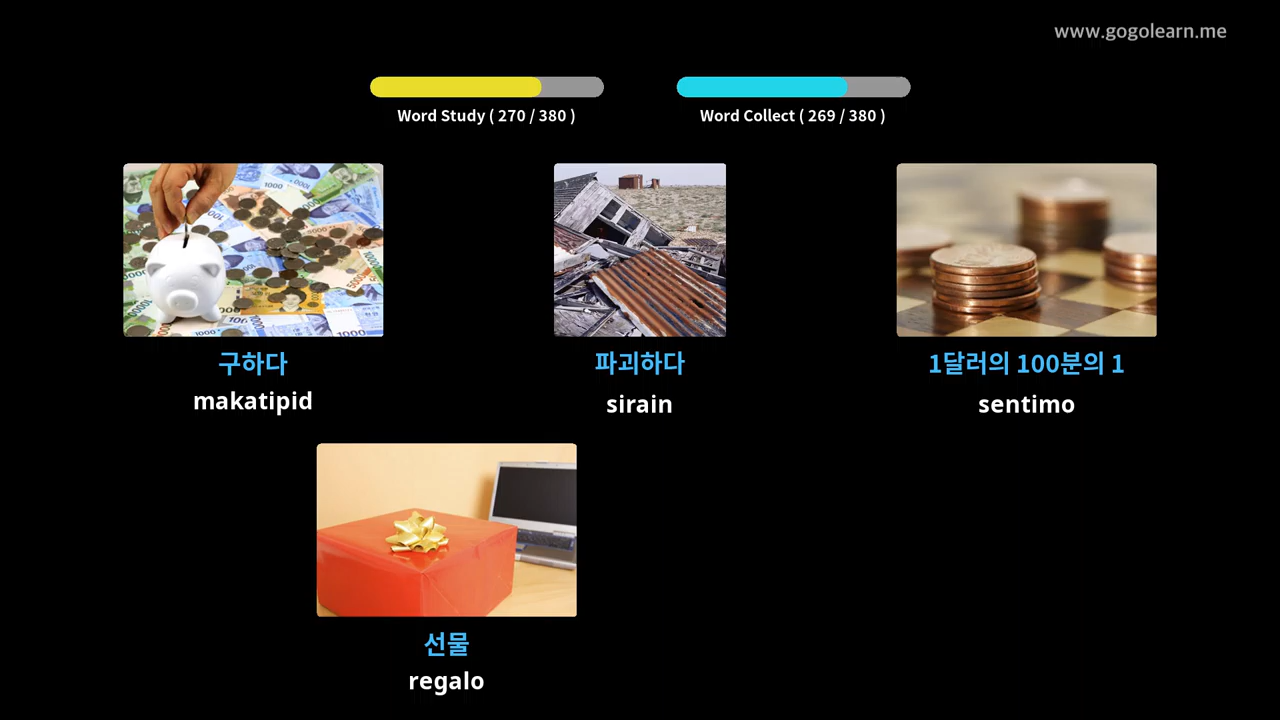 www.gogolearn.me
Word Study ( 270 / 380 )
Word Collect ( 269 / 380 )
구하다
makatipid
파괴하다
sirain
1달러의 100분의 1
sentimo
선물
regalo